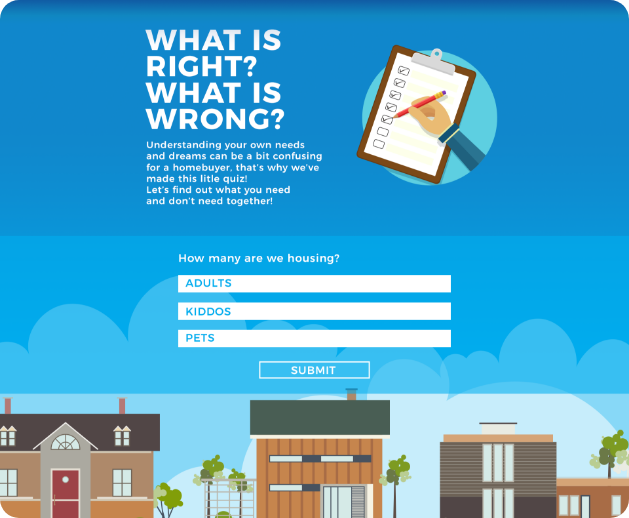 WHAT IS
RIGHT?
WHAT IS
WRONG?
Understanding your own needs
and dreams can be a bit confusing
for a homebuyer, that's why we've
made this litle quiz!
Let's find out what you need
and don't need together!
How many are we housing?
ADULTS
KIDDOS
PETS
SUBMIT